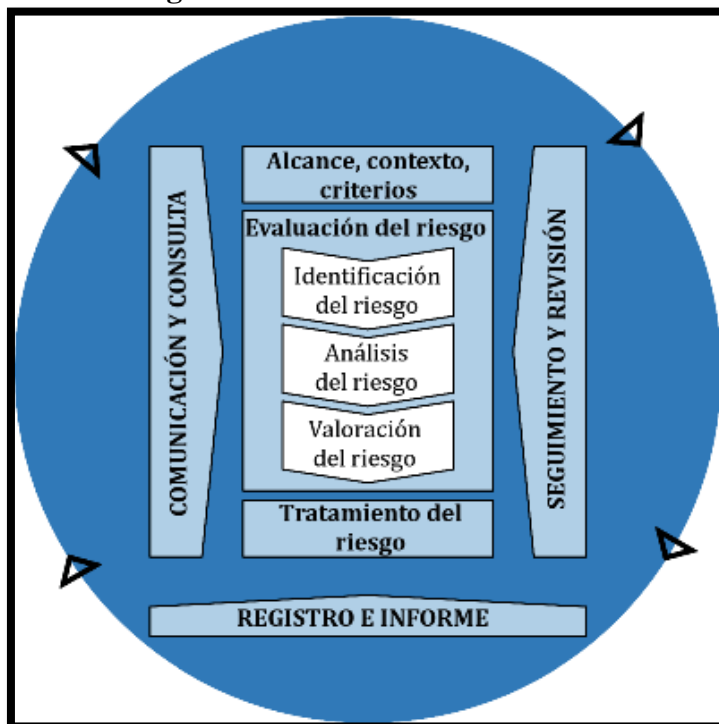 COMUNICACIÓN Y CONSULTA
Alcance, contexto,
criterios
Evaluación del riesgo
Identificación
del riesgo
Análisis
del riesgo
Valoración
del riesgo
Tratamiento del
riesgo
SEGUIMIENTO Y REVISIÓN
REGISTRO E INFORME